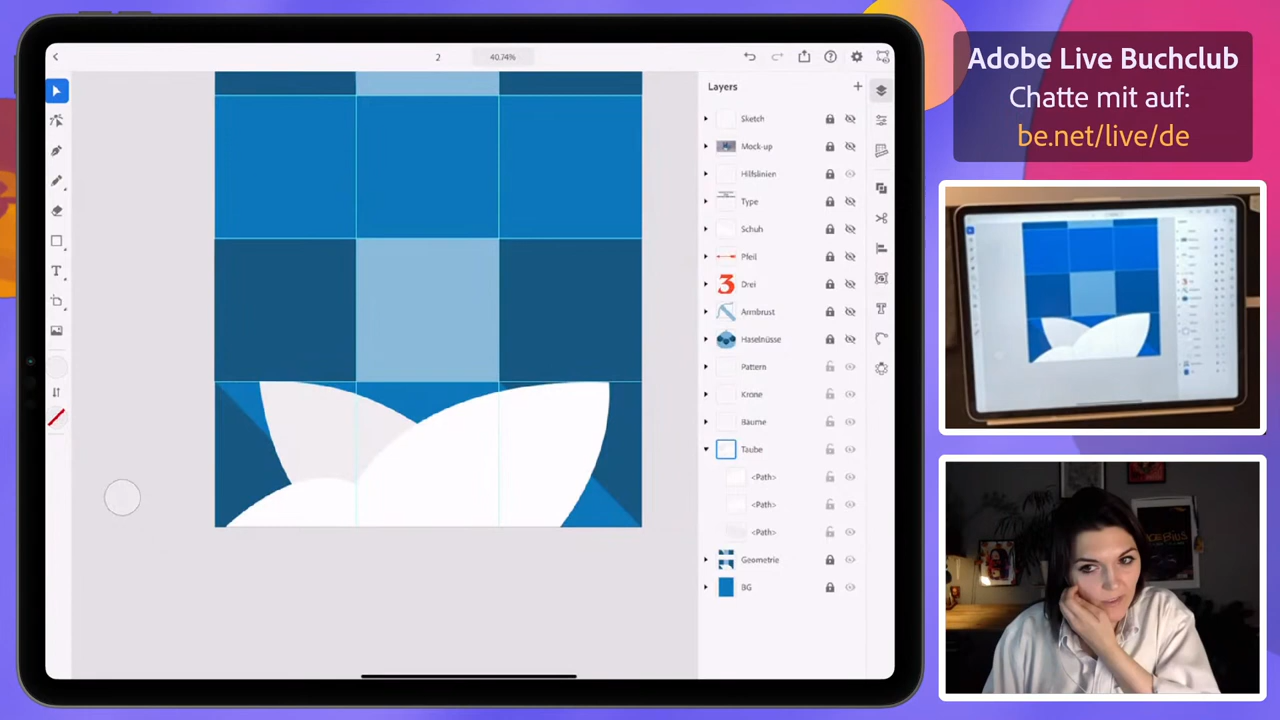 2
40.74%
Layers
Sketch
Mock-up
Hilfslinien
Type
Schuh
Pfeil
3
Drei
Armbrust
Haselnüsse
Pattern
Krone
Bäume
Taube
<Path>
<Path>
<Path>
Geometrie
BG
Adobe Live Buchclub
Chatte mit auf:
be.net/live/de